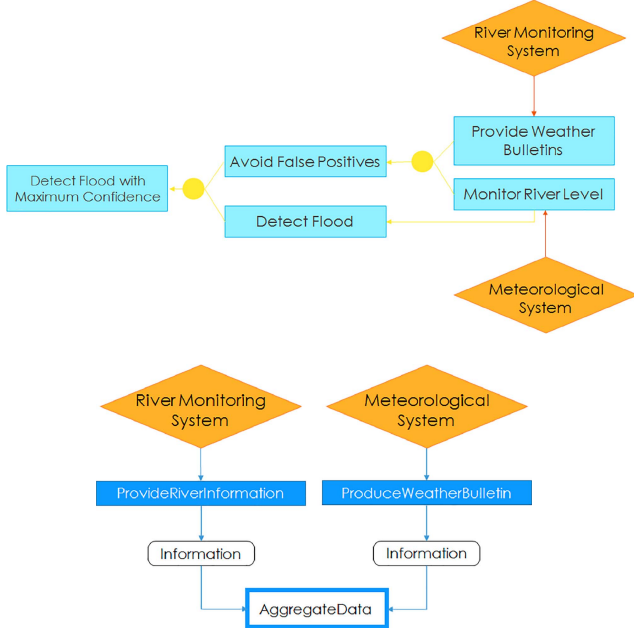 River Monitoring
System
Provide Weather
Bulletins
Avoid False Positives
Detect Flood with
Maximum Confidence
Monitor River Level
Detect Flood
Meteorological
System
River Monitoring
System
Meteorological
System
ProvideRiverInformation
ProduceWeatherBulletin
Information
Information
AggregateData